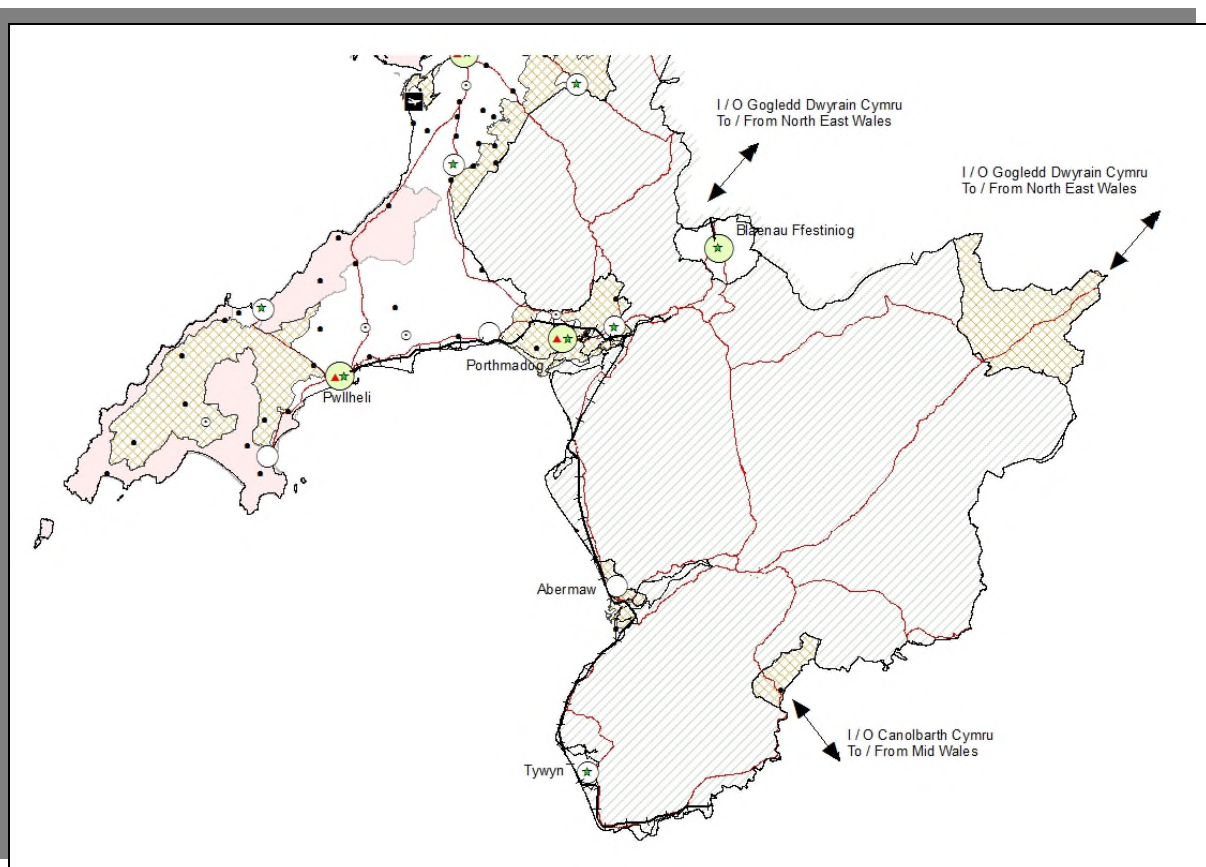 I / O Gogledd Dwyrain Cymru
To / From North East Wales
I / O Gogledd Dwyrain Cymru
To / From North East Wales
Blaenau Ffestiniog
Porthmadog
Pwllheli
Abermaw
I / O Canolbarth Cymru
To / From Mid Wales
Tywyn